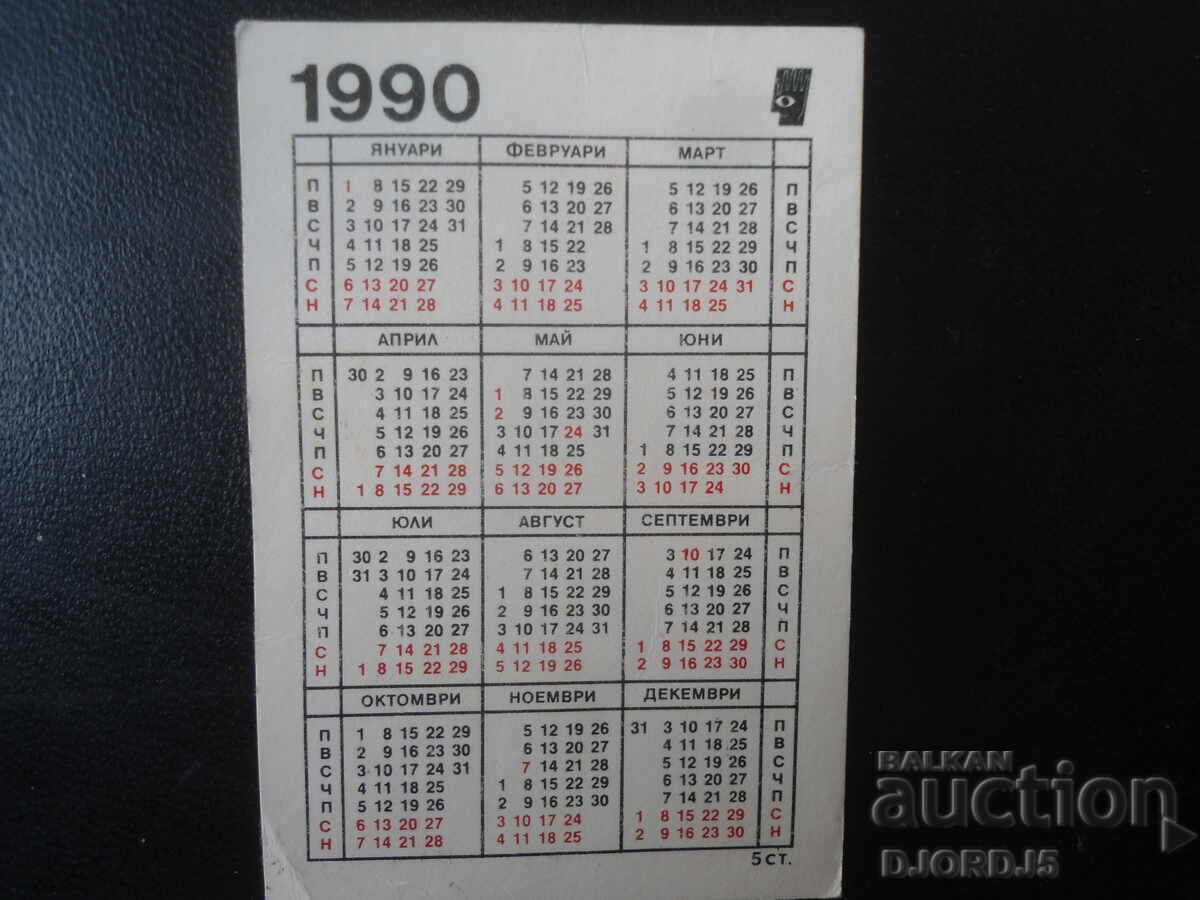 1990
ЯНУАРИ ФЕВРУАРИ МАРТ
П 1 8 15 22 29 5 12 19 26 5 12 19 26 П
В 2 9 16 23 30 6 13 20 27 6 13 20 27 В
С 3 10 17 24 31 7 14 21 28 7 14 21 28 С
Ч 4 11 18 25 1 8 15 22 1 8 15 22 29 Ч
П 5 12 19 26 2 9 16 23 2 9 16 23 30 П
С 6 13 20 27 3 10 17 24 3 10 17 24 31 С
Н 7 14 21 28 4 11 18 25 4 11 18 25 Н
АПРИЛ МАЙ ЮНИ
П 30 2 9 16 23 7 14 21 28 4 11 18 25 П
В 3 10 17 24 1 8 15 22 29 5 12 19 26 В
С 4 11 18 25 2 9 16 23 30 6 13 20 27 С
Ч 5 12 19 26 3 10 17 24 31 7 14 21 28 Ч
П 6 13 20 27 4 11 18 25 1 8 15 22 29 П
С 7 14 21 28 5 12 19 26 2 9 16 23 30 С
Н 1 8 15 22 29 6 13 20 27 3 10 17 24 Н
ЮЛИ АВГУСТ СЕПТЕМВРИ
П 30 2 9 16 23 6 13 20 27 3 10 17 24 П
В 31 3 10 17 24 7 14 21 28 4 11 18 25 В
С 4 11 18 25 1 8 15 22 29 5 12 19 26 С
Ч 5 12 19 26 2 9 16 23 30 6 13 20 27 Ч
П 6 13 20 27 3 10 17 24 31 7 14 21 28 П
С 7 14 21 28 4 11 18 25 1 8 15 22 29 С
Н 1 8 15 22 29 5 12 19 26 2 9 16 23 30 Н
ОКТОМВРИ НОЕМВРИ ДЕКЕМВРИ
П 1 8 15 22 29 5 12 19 26 31 3 10 17 24 П
В 2 9 16 23 30 6 13 20 27 4 11 18 25 В
С 3 10 17 24 31 7 14 21 28 5 12 19 26 С
Ч 4 11 18 25 1 8 15 22 29 6 13 20 27 Ч
П 5 12 19 26 2 9 16 23 30 7 14 21 28 П
С 6 13 20 27 3 10 17 24 1 8 15 22 29 С
Н 7 14 21 28 4 11 18 25 2 9 16 23 30 Н
5 СТ.
BALKAN
auction
DJORDJ5